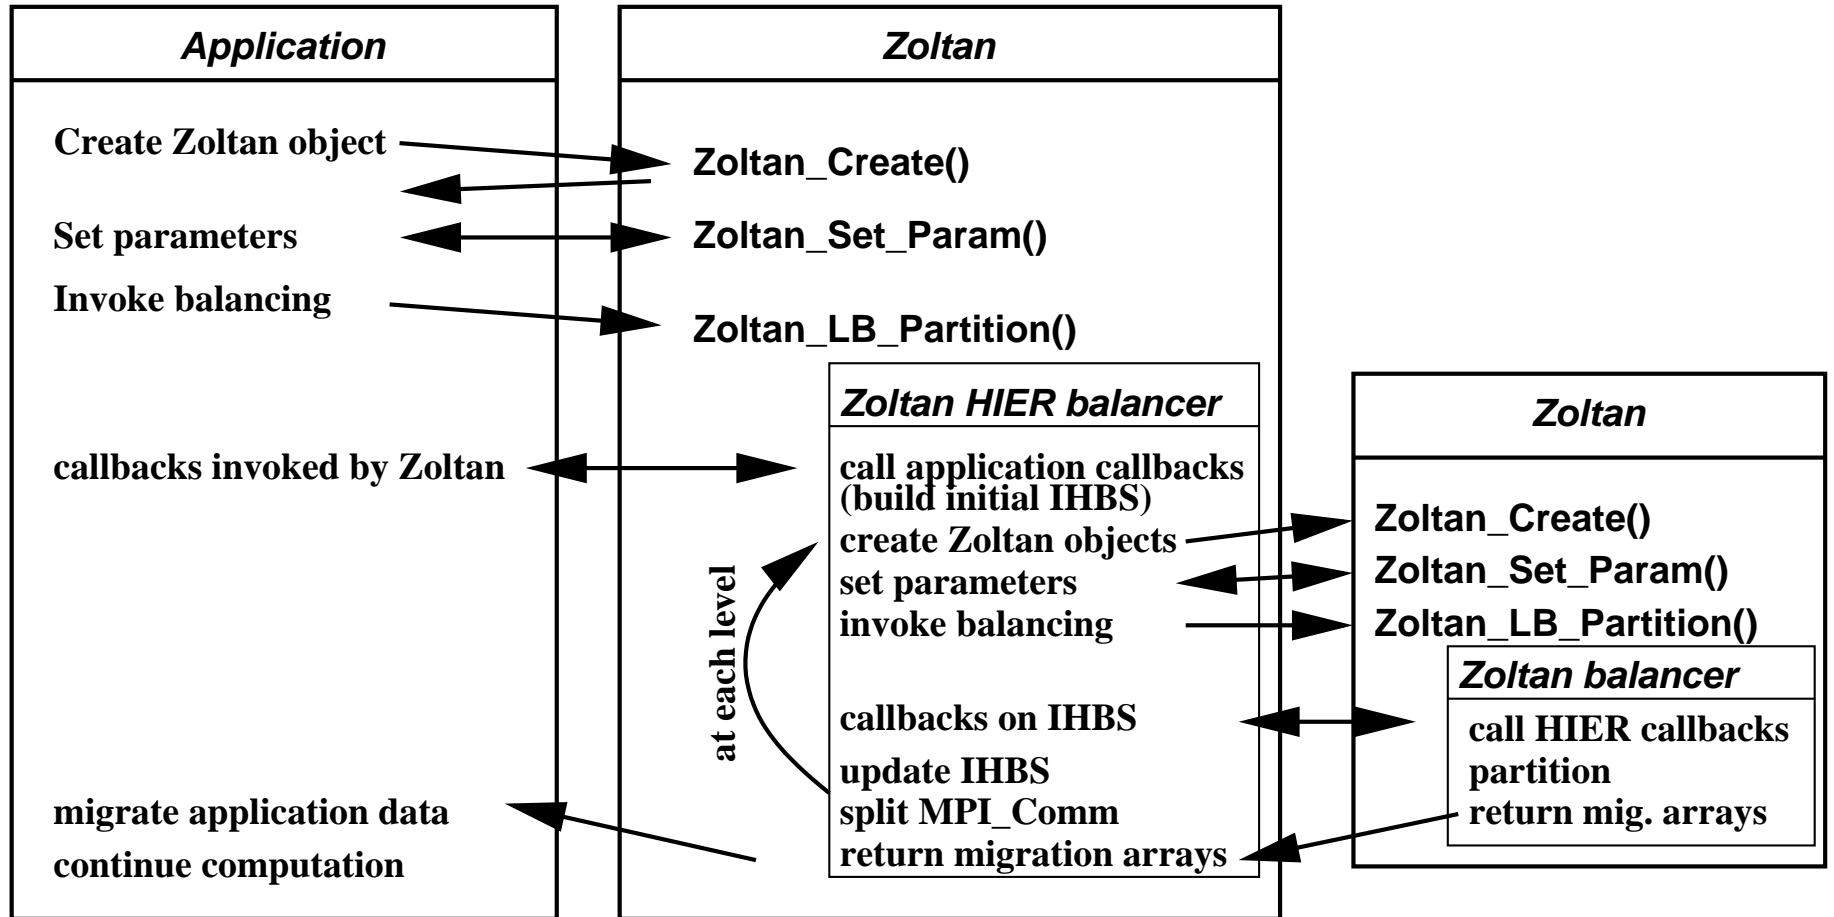 Application
Create Zoltan object
Set parameters
Invoke balancing
callbacks invoked by Zoltan
migrate application data
continue computation
Zoltan
Zoltan_Create()
Zoltan_Set_Param()
Zoltan_LB_Partition()
Zoltan HIER balancer
call application callbacks
(build initial IHBS)
create Zoltan objects
set parameters
invoke balancing
callbacks on IHBS
update IHBS
split MPI_Comm
return migration arrays
at each level
Zoltan
Zoltan_Create()
Zoltan_Set_Param()
Zoltan_LB_Partition()
Zoltan balancer
call HIER callbacks
partition
return mig. arrays